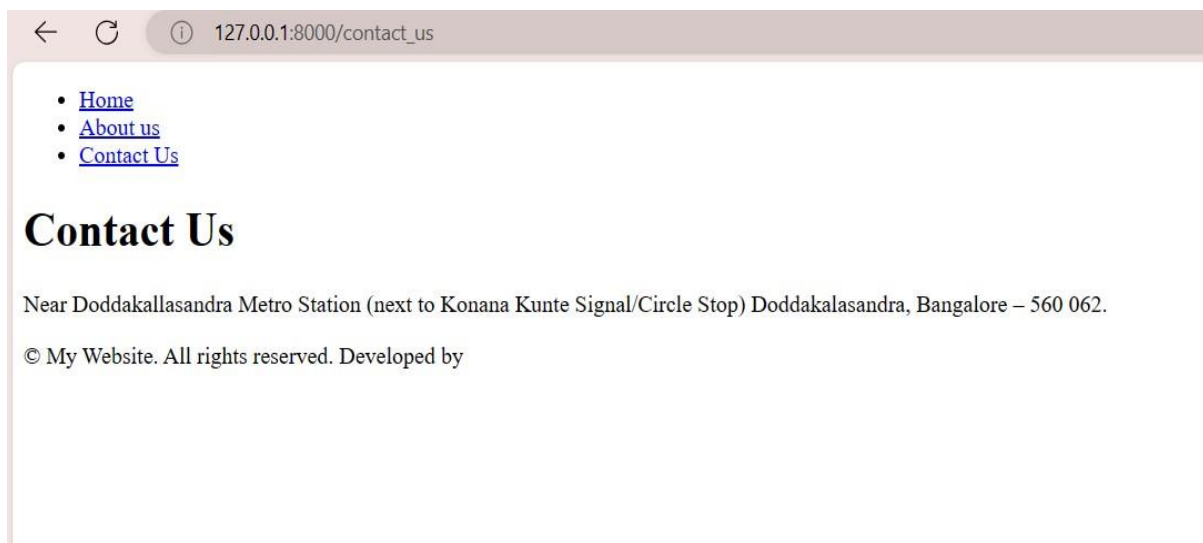 127.0.0.1:8000/contact_us
Home
About us
Contact Us
Contact Us
Near Doddakallasandra Metro Station (next to Konana Kunte Signal/Circle Stop) Doddakalasandra, Bangalore – 560 062.
© My Website. All rights reserved. Developed by